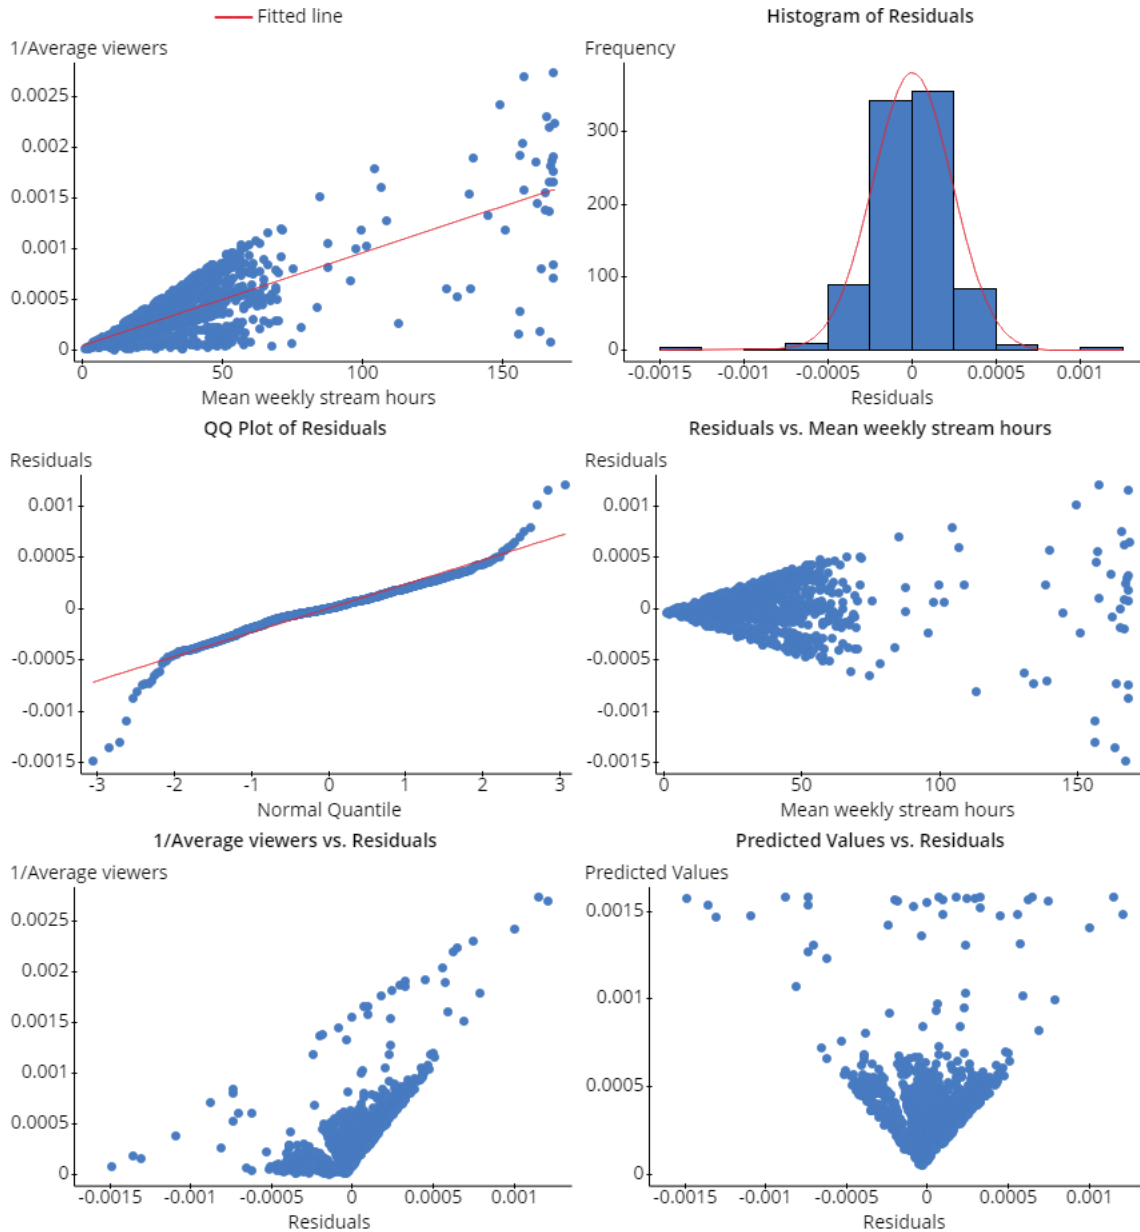 Fitted line
1/Average viewers
0.0025
0.002
0.0015
0.001
0.0005
0
0 50 100 150
Mean weekly stream hours
Histogram of Residuals
Frequency
300
200
100
0
-0.0015 -0.001 -0.0005 0 0.0005 0.001
Residuals
QQ Plot of Residuals
Residuals
0.001
0.0005
0
-0.0005
-0.001
-0.0015
-3 -2 -1 0 1 2 3
Normal Quantile
Residuals vs. Mean weekly stream hours
Residuals
0.001
0.0005
0
-0.0005
-0.001
-0.0015
0 50 100 150
Mean weekly stream hours
1/Average viewers vs. Residuals
1/Average viewers
0.0025
0.002
0.0015
0.001
0.0005
0
-0.0015 -0.001 -0.0005 0 0.0005 0.001
Residuals
Predicted Values vs. Residuals
Predicted Values
0.0015
0.001
0.0005
0
-0.0015 -0.001 -0.0005 0 0.0005 0.001
Residuals